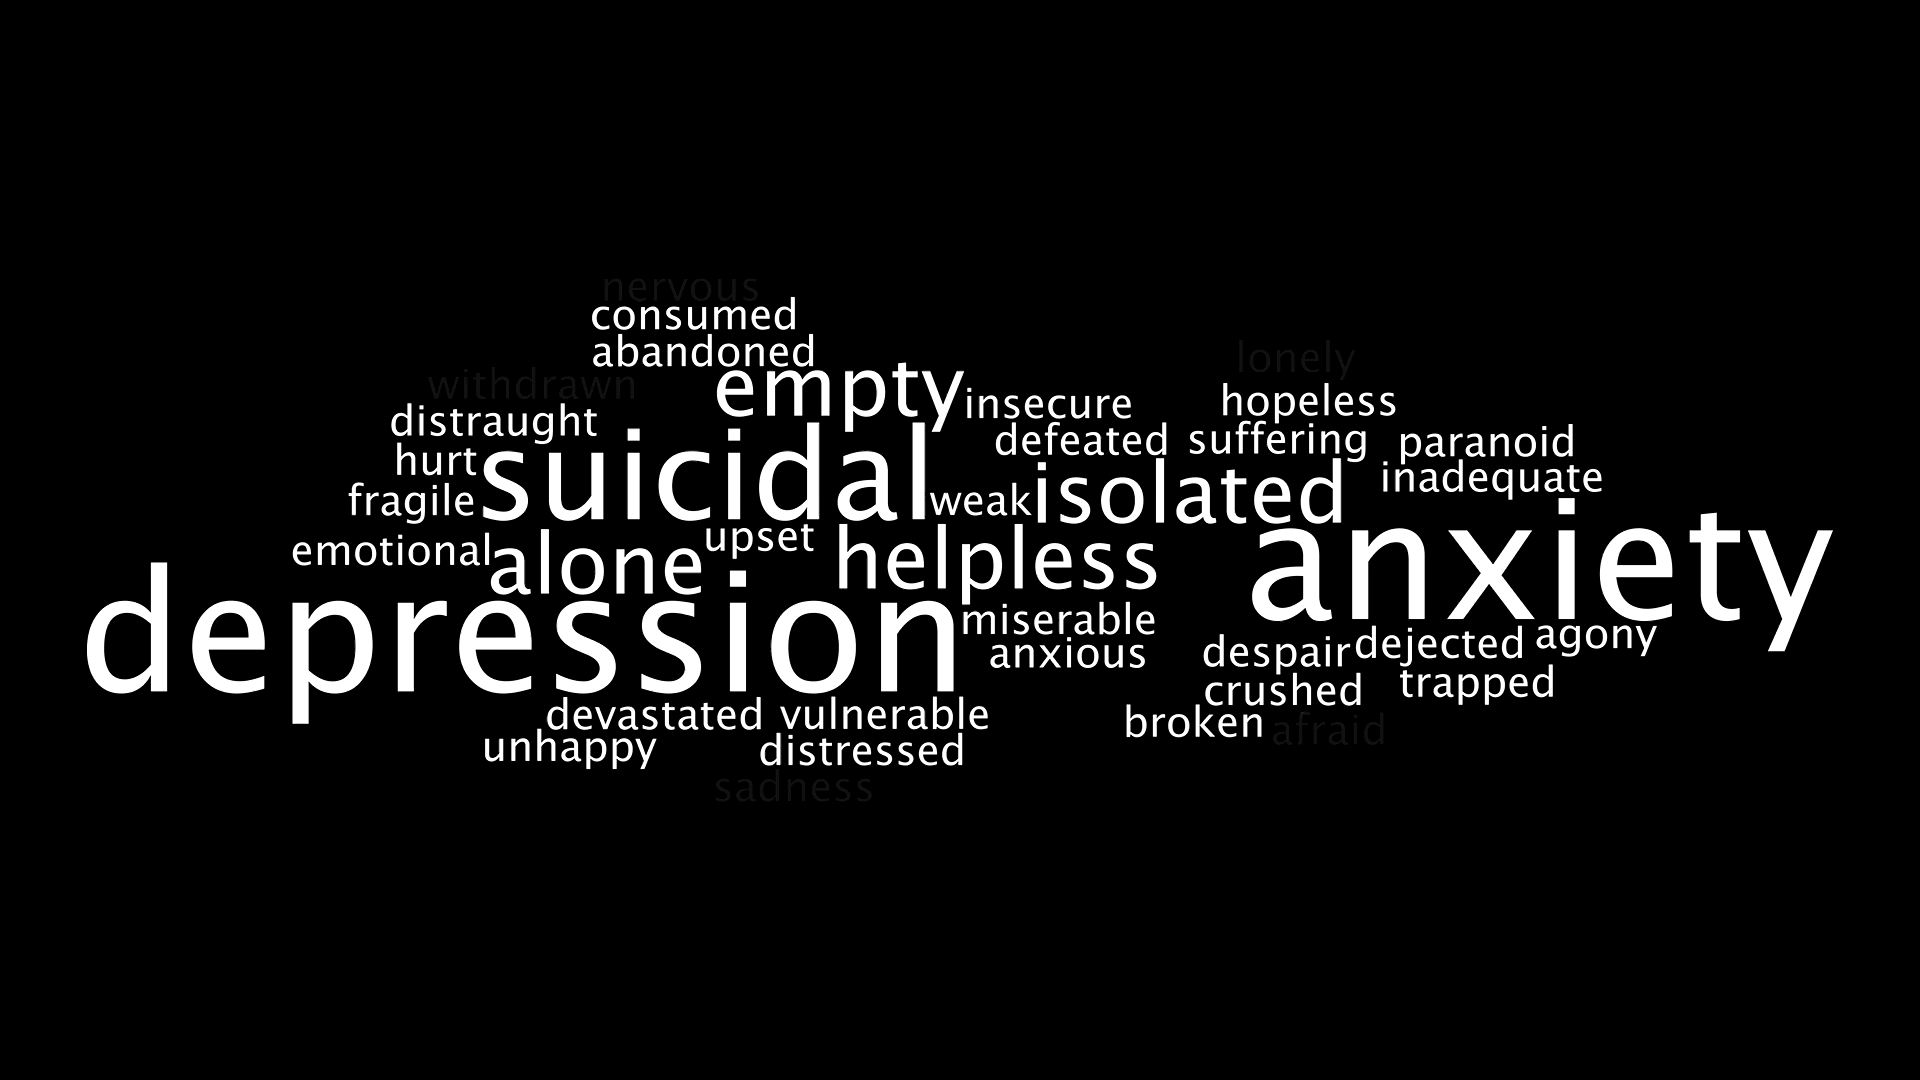 nervous
consumed
abandoned
lonely
withdrawn
empty
insecure
hopeless
distraught
defeated
suffering
paranoid
hurt
suicidal
inadequate
fragile
weak
isolated
emotional
alone
upset
helpless
anxiety
depression
miserable
anxious
despair
dejected
agony
crushed
trapped
devastated
vulnerable
broken
afraid
unhappy
distressed
sadness